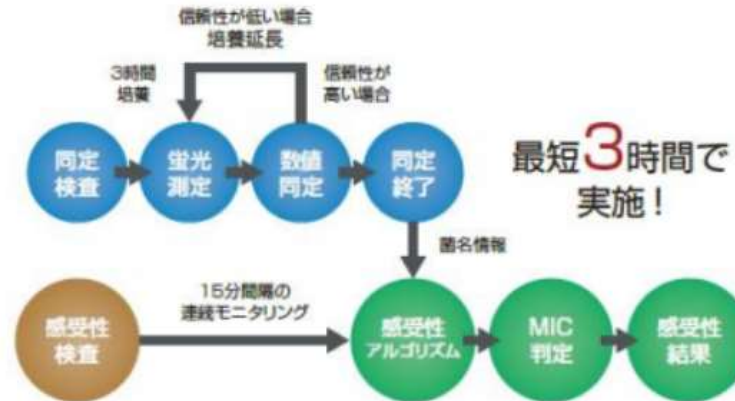 信頼性が低い場合
培養延長
3時間
培養
信頼性が
高い場合
同定
検査
蛍光
測定
数値
同定
同定
終了
最短3時間で
実施！
菌名情報
15分間隔の
連続モニタリング
感受性
検査
感受性
アルゴリズム
MIC
判定
感受性
結果